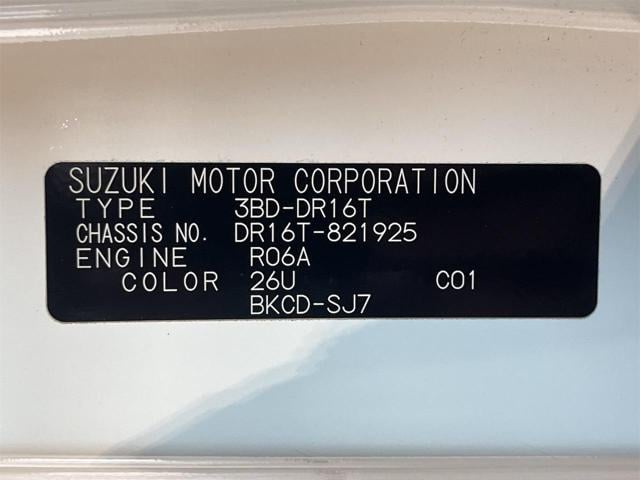 SUZUKI MOTOR CORPORATION
TYPE 3BD-DR16T
CHASSIS NO. DR16T-821925
ENGINE R06A
COLOR 26U C01
BKCD-SJ7